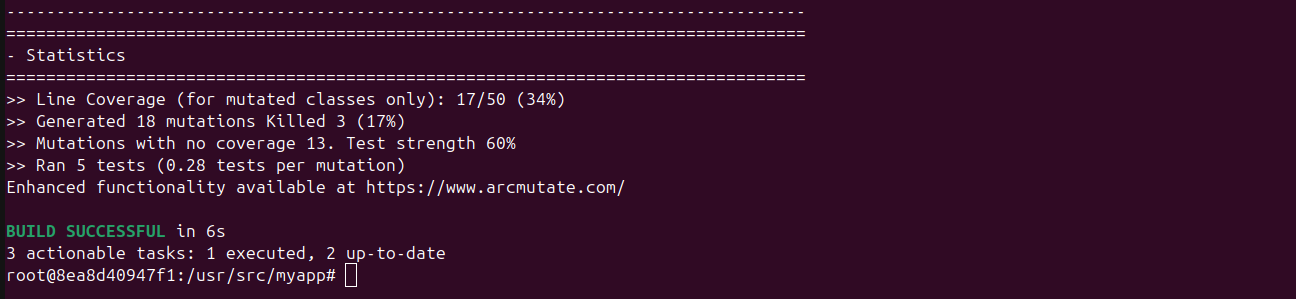 --------------------------------------------------------------------------------
================================================================================
- Statistics
================================================================================
>> Line Coverage (for mutated classes only): 17/50 (34%)
>> Generated 18 mutations Killed 3 (17%)
>> Mutations with no coverage 13. Test strength 60%
>> Ran 5 tests (0.28 tests per mutation)
Enhanced functionality available at https://www.arcmutate.com/
BUILD SUCCESSFUL in 6s
3 actionable tasks: 1 executed, 2 up-to-date
root@8ea8d40947f1:/usr/src/myapp#